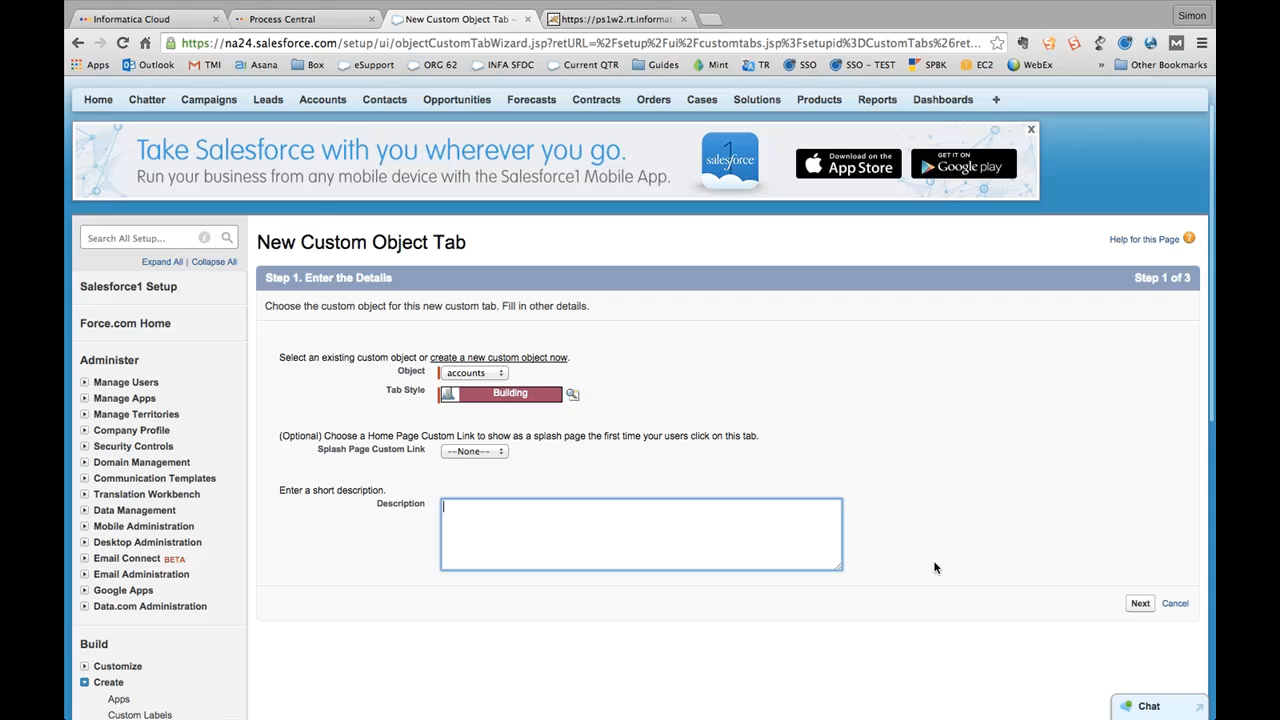 Informatica Cloud
Process Central
New Custom Object Tab ~
https://ps1w2.rt.informat
Simon
https://na24.salesforce.com/setup/ui/objectCustomTabWizard.jsp?retURL=%2Fsetup%2Fui%2Fcustomtabs.jsp%3Fsetupid%3DCustomTabs%26ret...
Apps Outlook TMI Asana Box eSupport ORG 62 INFA SFDC Current QTR Guides Mint TR SSO SSO - TEST SPBK EC2 WebEx » Other Bookmarks
Home Chatter Campaigns Leads Accounts Contacts Opportunities Forecasts Contracts Orders Cases Solutions Products Reports Dashboards +
Take Salesforce with you wherever you go.
Run your business from any mobile device with the Salesforce1 Mobile App.
1
salesforce
Download on the
App Store
GET IT ON
Google play
X
Search All Setup...
Expand All | Collapse All
Salesforce1 Setup
Force.com Home
Administer
Manage Users
Manage Apps
Manage Territories
Company Profile
Security Controls
Domain Management
Communication Templates
Translation Workbench
Data Management
Mobile Administration
Desktop Administration
Email Connect BETA
Email Administration
Google Apps
Data.com Administration
Build
Customize
Create
Apps
Custom Labels
New Custom Object Tab
Help for this Page ?
Step 1. Enter the Details
Step 1 of 3
Choose the custom object for this new custom tab. Fill in other details.
Select an existing custom object or create a new custom object now.
Object accounts
Tab Style Building
(Optional) Choose a Home Page Custom Link to show as a splash page the first time your users click on this tab.
Splash Page Custom Link --None--
Enter a short description.
Description
Next Cancel
Chat